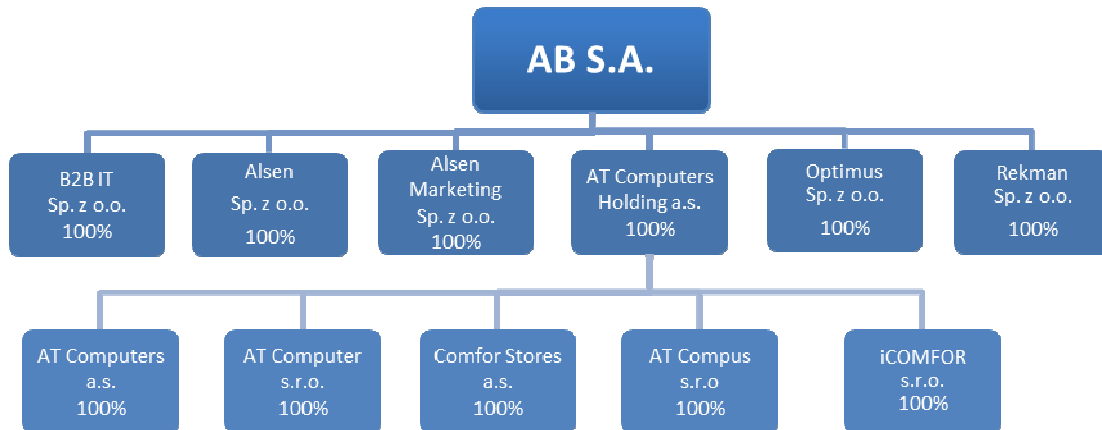 AB S.A.
B2B IT
Sp. z o.o.
100%
Alsen
Sp. z o.o.
100%
Alsen
Marketing
Sp. z o.o.
100%
AT Computers
Holding a.s.
100%
Optimus
Sp. z o.o.
100%
Rekman
Sp. z o.o.
100%
AT Computers
a.s.
100%
AT Computer
s.r.o.
100%
Comfor Stores
a.s.
100%
AT Compus
s.r.o
100%
iCOMFOR
s.r.o.
100%